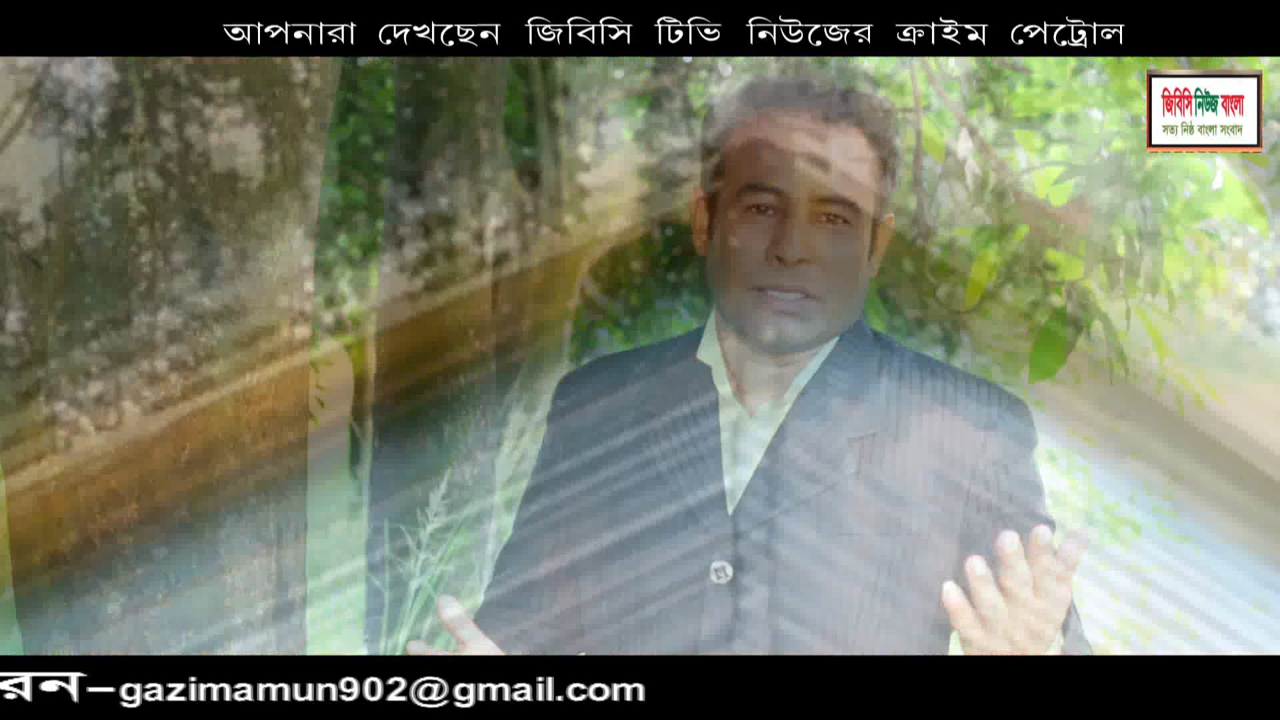 আপনারা দেখছেন জিবিসি টিভি নিউজের ক্রাইম পেট্রোল
জিবিসি নিউজ বাংলা
সত্য নিষ্ঠ বাংলা সংবাদ
রন-gazimamun902@gmail.com